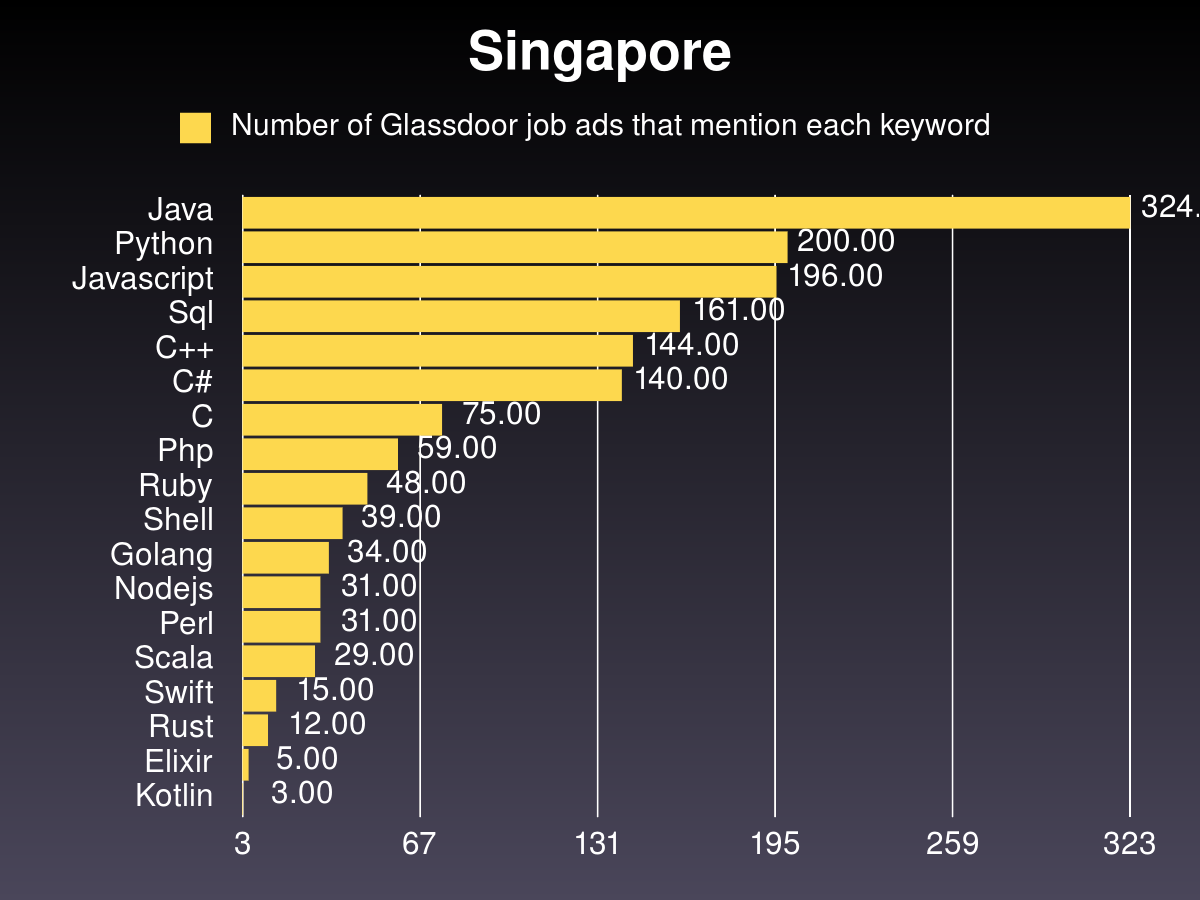 Singapore
Number of Glassdoor job ads that mention each keyword
Java 324.
Python 200.00
Javascript 196.00
Sql 161.00
C++ 144.00
C# 140.00
C 75.00
Php 59.00
Ruby 48.00
Shell 39.00
Golang 34.00
Nodejs 31.00
Perl 31.00
Scala 29.00
Swift 15.00
Rust 12.00
Elixir 5.00
Kotlin 3.00
3 67 131 195 259 323